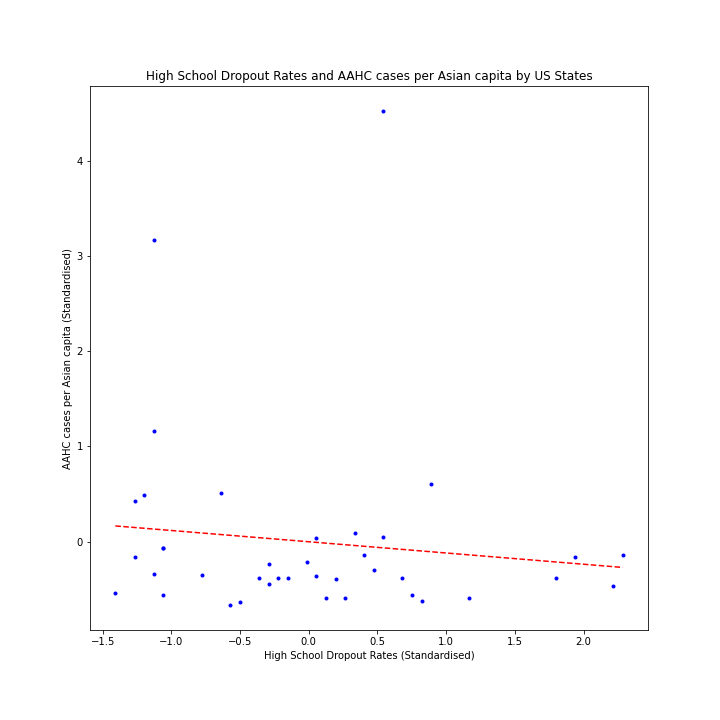 High School Dropout Rates and AAHC cases per Asian capita by US States
AAHC cases per Asian capita (Standardised)
4
3
2
1
0
−1.5 −1.0 −0.5 0.0 0.5 1.0 1.5 2.0
High School Dropout Rates (Standardised)